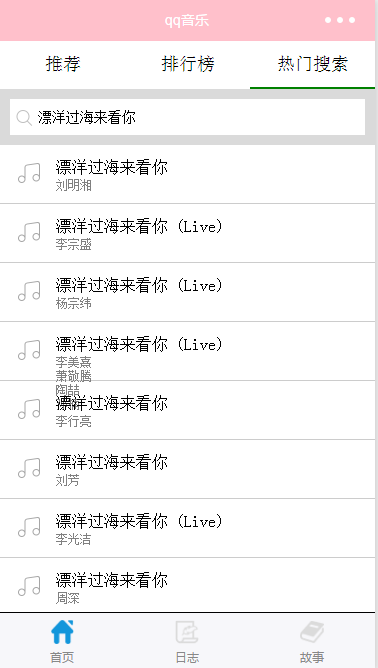 qq音乐
推荐 排行榜 热门搜索
漂洋过海来看你
漂洋过海来看你
刘明湘
漂洋过海来看你 (Live)
李宗盛
漂洋过海来看你 (Live)
杨宗纬
漂洋过海来看你 (Live)
李美熹
萧敬腾
陶喆
漂洋过海来看你
李行亮
漂洋过海来看你
刘芳
漂洋过海来看你 (Live)
李光洁
漂洋过海来看你
周深
首页 日志 故事